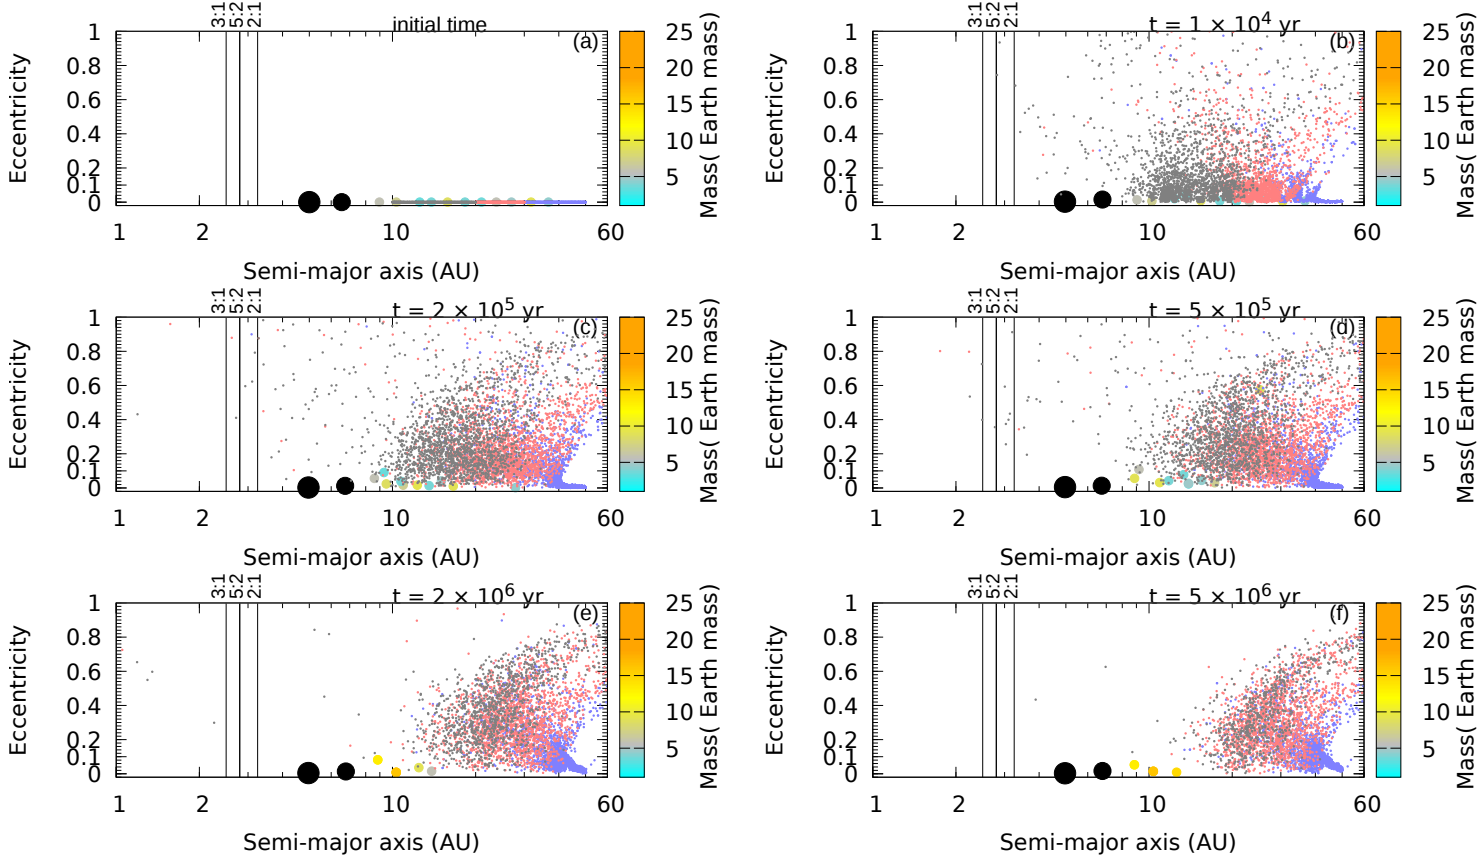 3:1 5:2 2:1
initial time
(a)
Eccentricity
1
0.8
0.6
0.4
0.2
0.1
0
1 2 10 60
Semi-major axis (AU)
25
20
15
10
5
Mass( Earth mass)
3:1 5:2 2:1
t = 1 × 10^4 yr
(b)
Eccentricity
1
0.8
0.6
0.4
0.2
0.1
0
1 2 10 60
Semi-major axis (AU)
25
20
15
10
5
Mass( Earth mass)
3:1 5:2 2:1
t = 2 × 10^5 yr
(c)
Eccentricity
1
0.8
0.6
0.4
0.2
0.1
0
1 2 10 60
Semi-major axis (AU)
25
20
15
10
5
Mass( Earth mass)
3:1 5:2 2:1
t = 5 × 10^5 yr
(d)
Eccentricity
1
0.8
0.6
0.4
0.2
0.1
0
1 2 10 60
Semi-major axis (AU)
25
20
15
10
5
Mass( Earth mass)
3:1 5:2 2:1
t = 2 × 10^6 yr
(e)
Eccentricity
1
0.8
0.6
0.4
0.2
0.1
0
1 2 10 60
Semi-major axis (AU)
25
20
15
10
5
Mass( Earth mass)
3:1 5:2 2:1
t = 5 × 10^6 yr
(f)
Eccentricity
1
0.8
0.6
0.4
0.2
0.1
0
1 2 10 60
Semi-major axis (AU)
25
20
15
10
5
Mass( Earth mass)